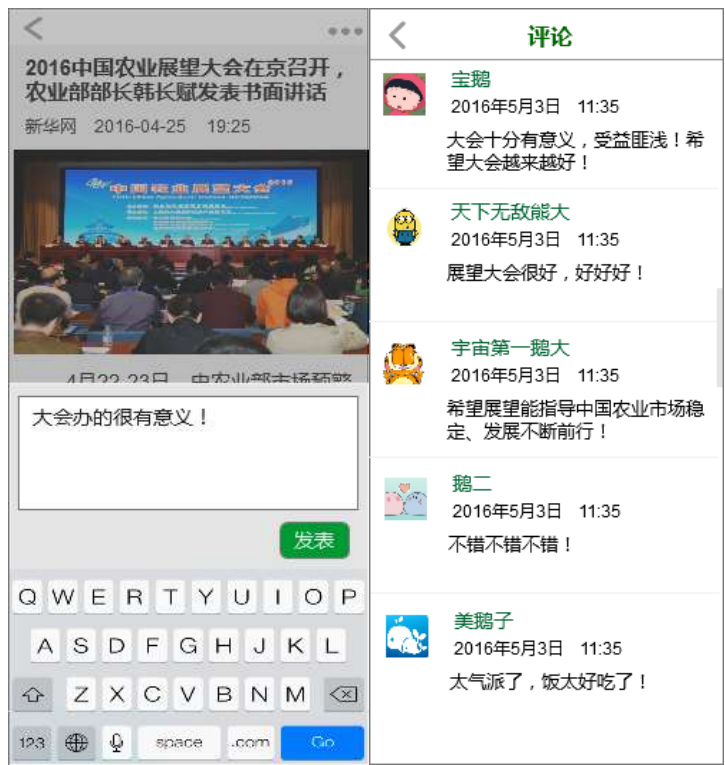 2016中国农业展望大会在京召开，
农业部部长韩长赋发表书面讲话
新华网 2016-04-25 19:25
中国农业展望大会 2016
4月22-23日，由农业部市场预警
大会办的很有意义！
发表
Q W E R T Y U I O P
A S D F G H J K L
Z X C V B N M
123 space .com Go
评论
宝鹅
2016年5月3日 11:35
大会十分有意义，受益匪浅！希
望大会越来越好！
天下无敌熊大
2016年5月3日 11:35
展望大会很好，好好好！
宇宙第一鹅大
2016年5月3日 11:35
希望展望能指导中国农业市场稳
定、发展不断前行！
鹅二
2016年5月3日 11:35
不错不错不错！
美鹅子
2016年5月3日 11:35
太气派了，饭太好吃了！